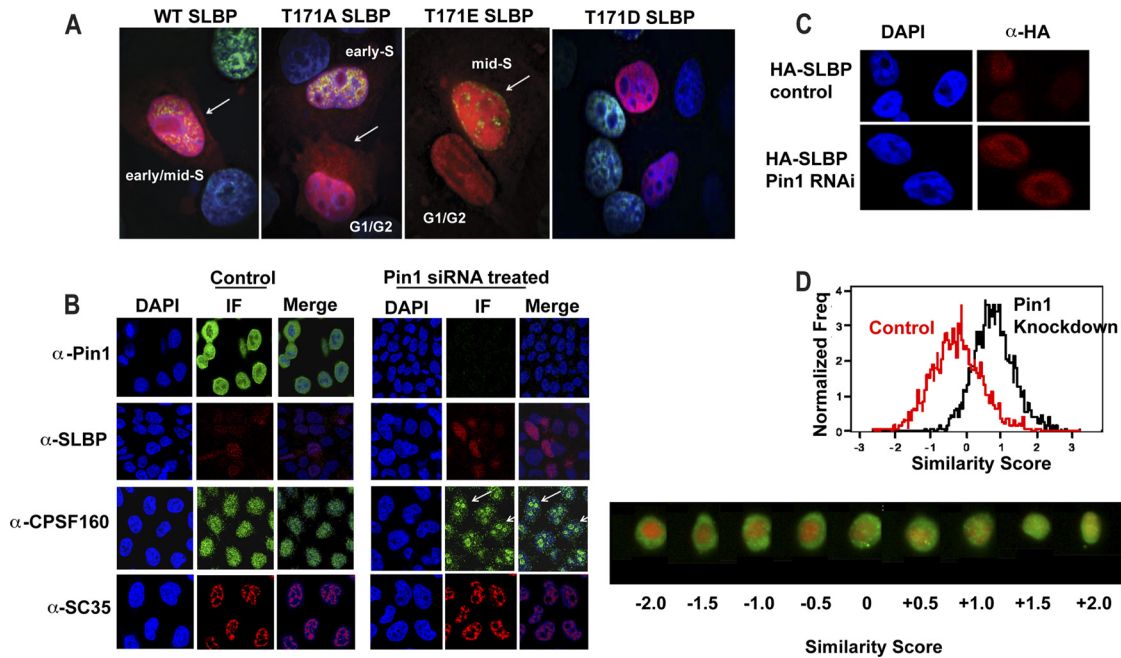 A
WT SLBP
T171A SLBP
T171E SLBP
T171D SLBP
early-S
mid-S
early/mid-S
G1/G2
G1/G2
C
DAPI
α-HA
HA-SLBP
control
HA-SLBP
Pin1 RNAi
B
Control
Pin1 siRNA treated
DAPI
IF
Merge
DAPI
IF
Merge
α-Pin1
α-SLBP
α-CPSF160
α-SC35
D
Normalized Freq
4
3
2
1
0
Control
Pin1
Knockdown
-3
-2
-1
0
1
2
3
Similarity Score
-2.0
-1.5
-1.0
-0.5
0
+0.5
+1.0
+1.5
+2.0
Similarity Score